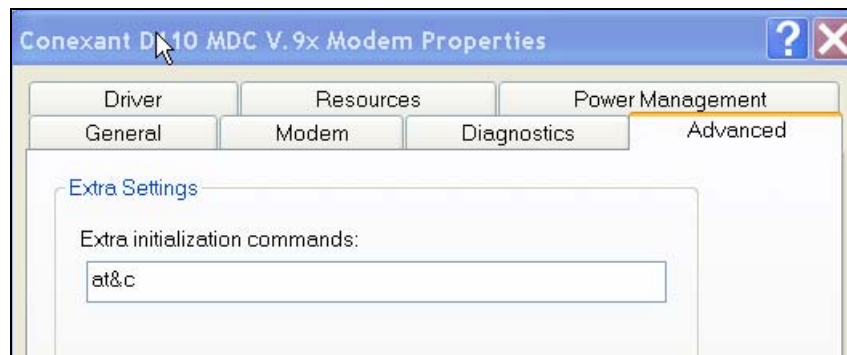 Conexant D110 MDC V.9x Modem Properties
Driver Resources Power Management
General Modem Diagnostics Advanced
Extra Settings
Extra initialization commands:
at&c